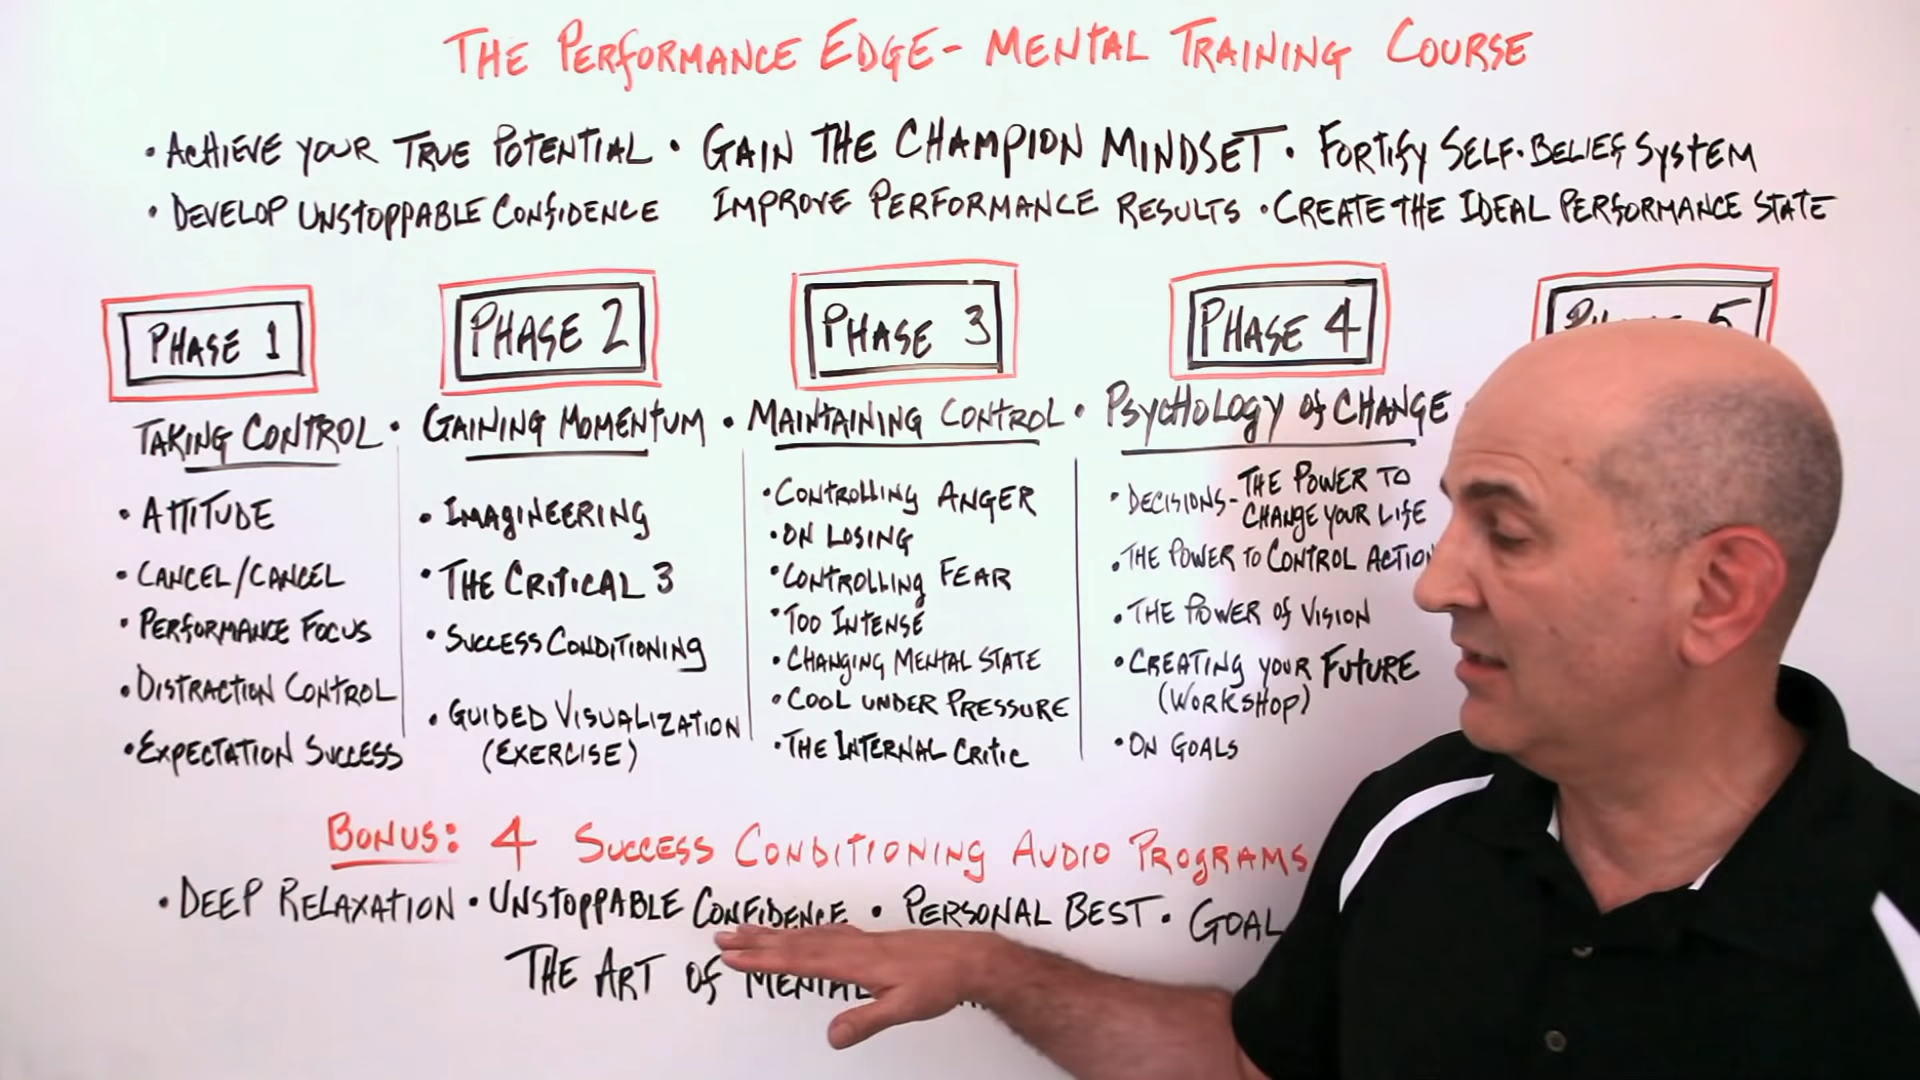 THE PERFORMANCE EDGE - MENTAL TRAINING COURSE
• ACHIEVE YOUR TRUE POTENTIAL • GAIN THE CHAMPION MINDSET • FORTIFY SELF-BELIEF SYSTEM
• DEVELOP UNSTOPPABLE CONFIDENCE IMPROVE PERFORMANCE RESULTS • CREATE THE IDEAL PERFORMANCE STATE
PHASE 1
TAKING CONTROL •
• ATTITUDE
• CANCEL/CANCEL
• PERFORMANCE FOCUS
• DISTRACTION CONTROL
• EXPECTATION SUCCESS
PHASE 2
GAINING MOMENTUM •
• IMAGINEERING
• THE CRITICAL 3
• SUCCESS CONDITIONING
• GUIDED VISUALIZATION
(EXERCISE)
PHASE 3
MAINTAINING CONTROL •
• CONTROLLING ANGER
• ON LOSING
• CONTROLLING FEAR
• TOO INTENSE
• CHANGING MENTAL STATE
• COOL UNDER PRESSURE
• THE INTERNAL CRITIC
PHASE 4
PSYCHOLOGY OF CHANGE
• DECISIONS - THE POWER TO
CHANGE YOUR LIFE
• THE POWER TO CONTROL ACTION
• THE POWER OF VISION
• CREATING YOUR FUTURE
(WORKSHOP)
• ON GOALS
5
BONUS: 4 SUCCESS CONDITIONING AUDIO PROGRAMS
• DEEP RELAXATION • UNSTOPPABLE CONFIDENCE • PERSONAL BEST • GOAL
THE ART OF MENTAL